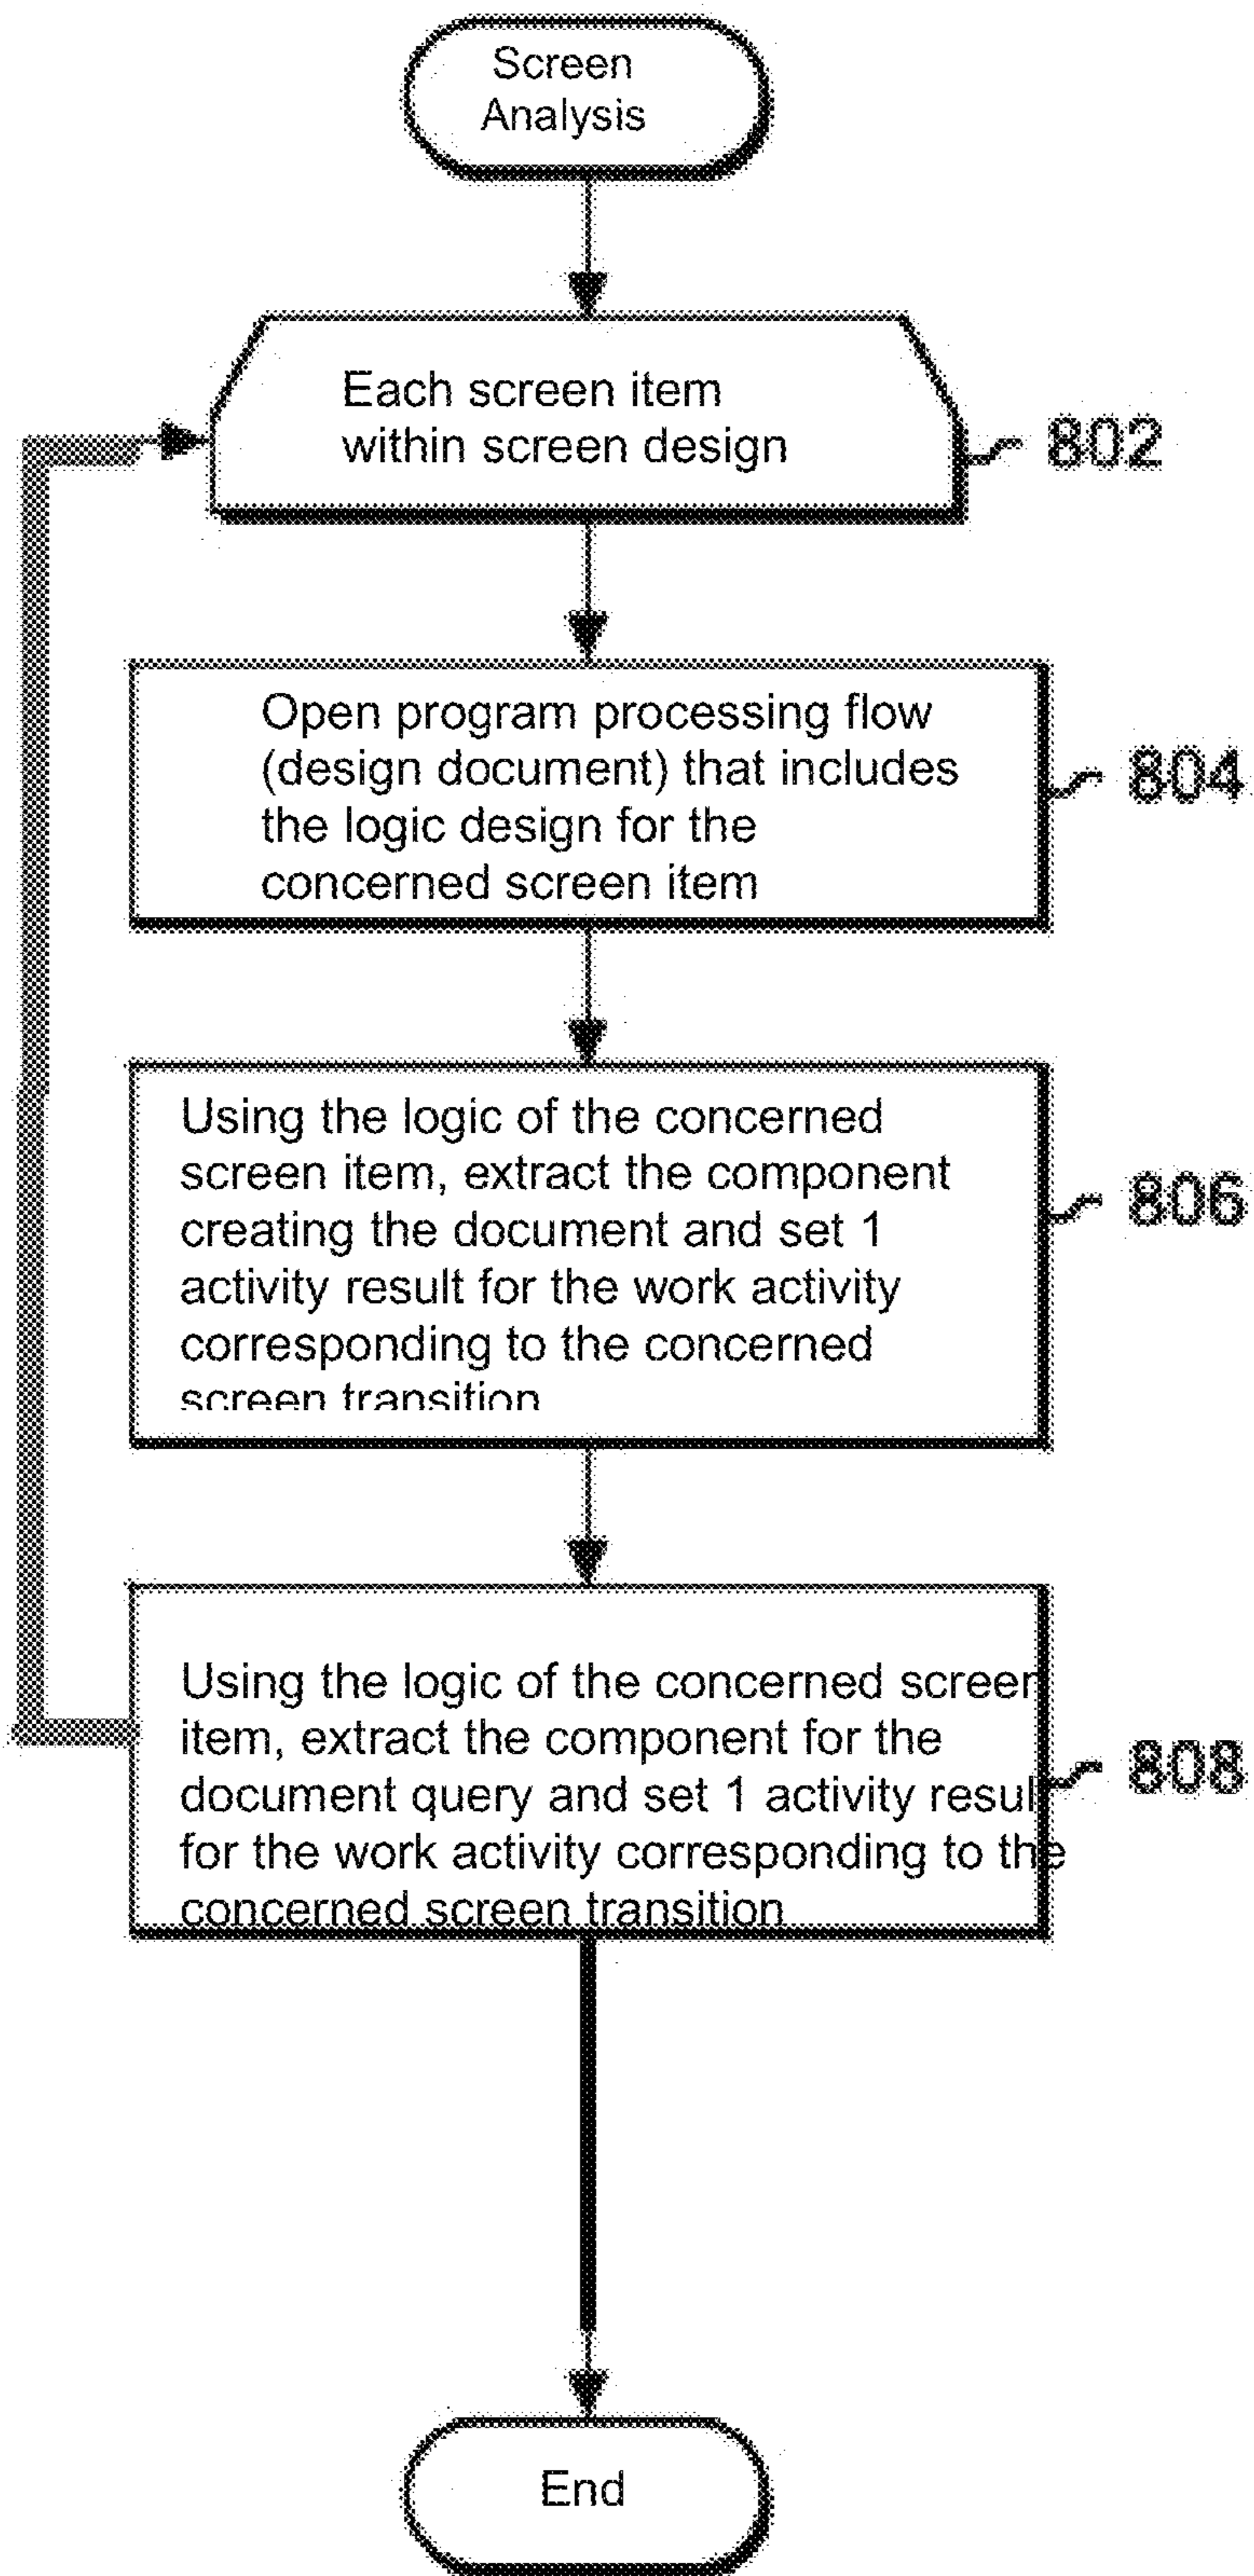 Screen
Analysis
Each screen item
within screen design
802
Open program processing flow
(design document) that includes
the logic design for the
concerned screen item
804
Using the logic of the concerned
screen item, extract the component
creating the document and set 1
activity result for the work activity
corresponding to the concerned
screen transition
806
Using the logic of the concerned screen
item, extract the component for the
document query and set 1 activity result
for the work activity corresponding to the
concerned screen transition
808
End